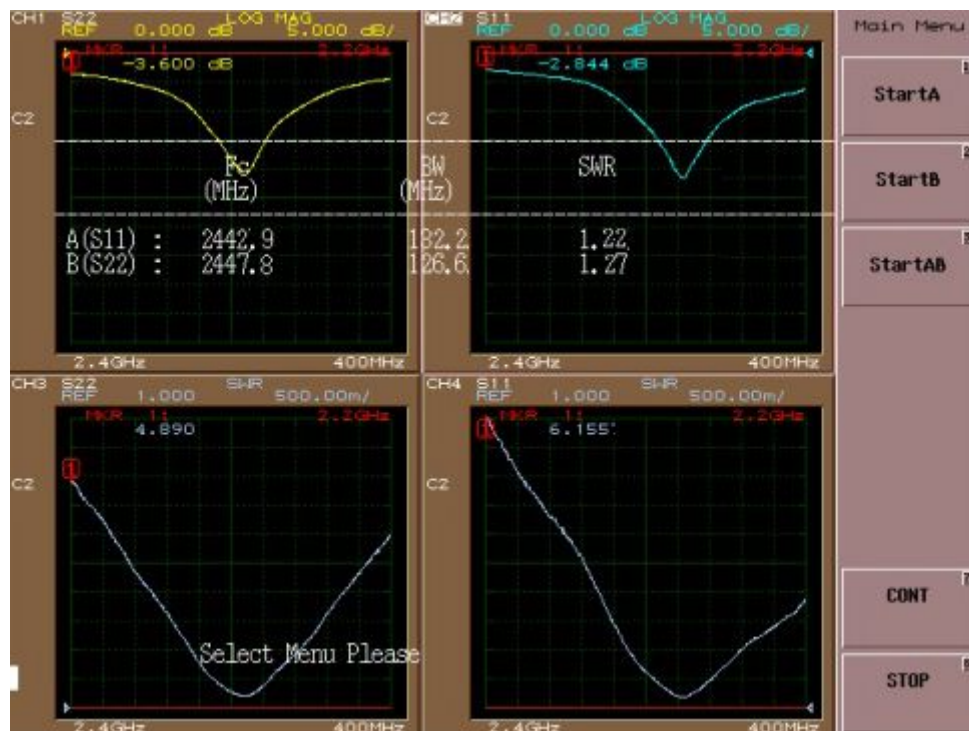 CH1 S22 LOG MAG
REF 0.000 dB 5.000 dB/
MKR 1: 2.2GHz
-3.600 dB
C2
2.4GHz 400MHz
CH2 S11 LOG MAG
REF 0.000 dB 5.000 dB/
MKR 1: 2.2GHz
-2.844 dB
C2
2.4GHz 400MHz
Fc BW SWR
(MHz) (MHz)
A(S11) : 2442.9 182.2 1.22
B(S22) : 2447.8 126.6 1.27
CH3 S22 SWR
REF 1.000 500.00m/
MKR 1: 2.2GHz
4.890
C2
2.4GHz 400MHz
CH4 S11 SWR
REF 1.000 500.00m/
MKR 1: 2.2GHz
6.155
C2
2.4GHz 400MHz
Select Menu Please
Main Menu
StartA
StartB
StartAB
CONT
STOP